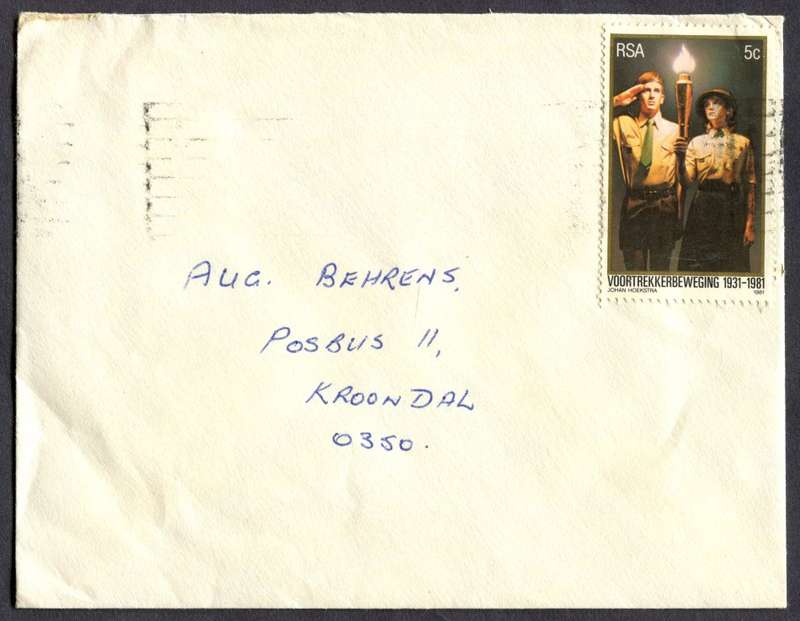 RSA 5c
VOORTREKKERBEWEGING 1931-1981
JOHAN HOEKSTRA 1981
AUG. BEHRENS,
POSBUS 11,
KROONDAL
0350.